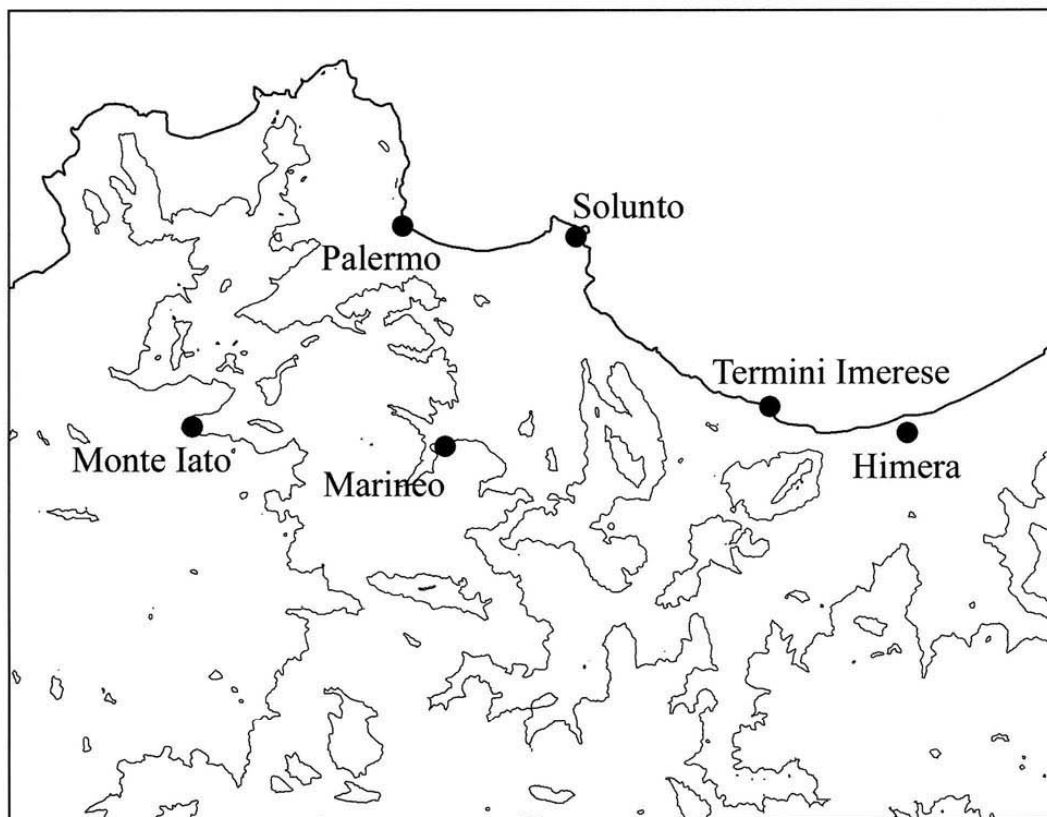 Solunto
Palermo
Termini Imerese
Monte Iato
Himera
Marineo